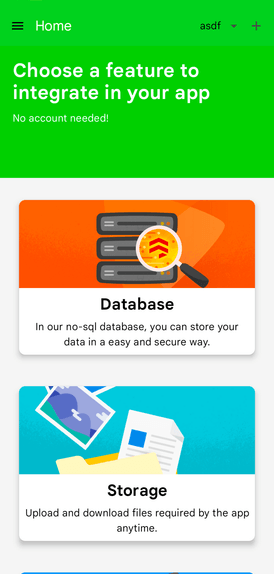 Home
asdf
Choose a feature to
integrate in your app
No account needed!
Database
In our no-sql database, you can store your
data in a easy and secure way.
Storage
Upload and download files required by the app
anytime.